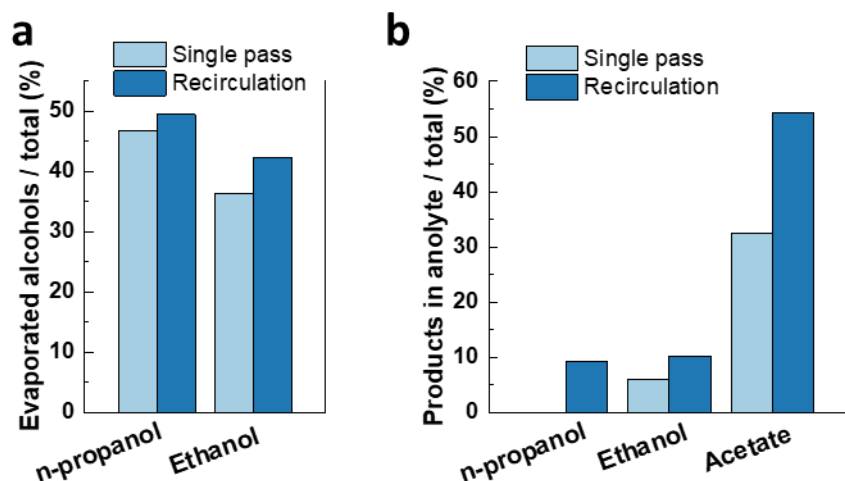 a
Single pass
Recirculation
Evaporated alcohols / total (%)
50
40
30
20
10
0
n-propanol
Ethanol
b
Single pass
Recirculation
Products in anolyte / total (%)
60
50
40
30
20
10
0
n-propanol
Ethanol
Acetate